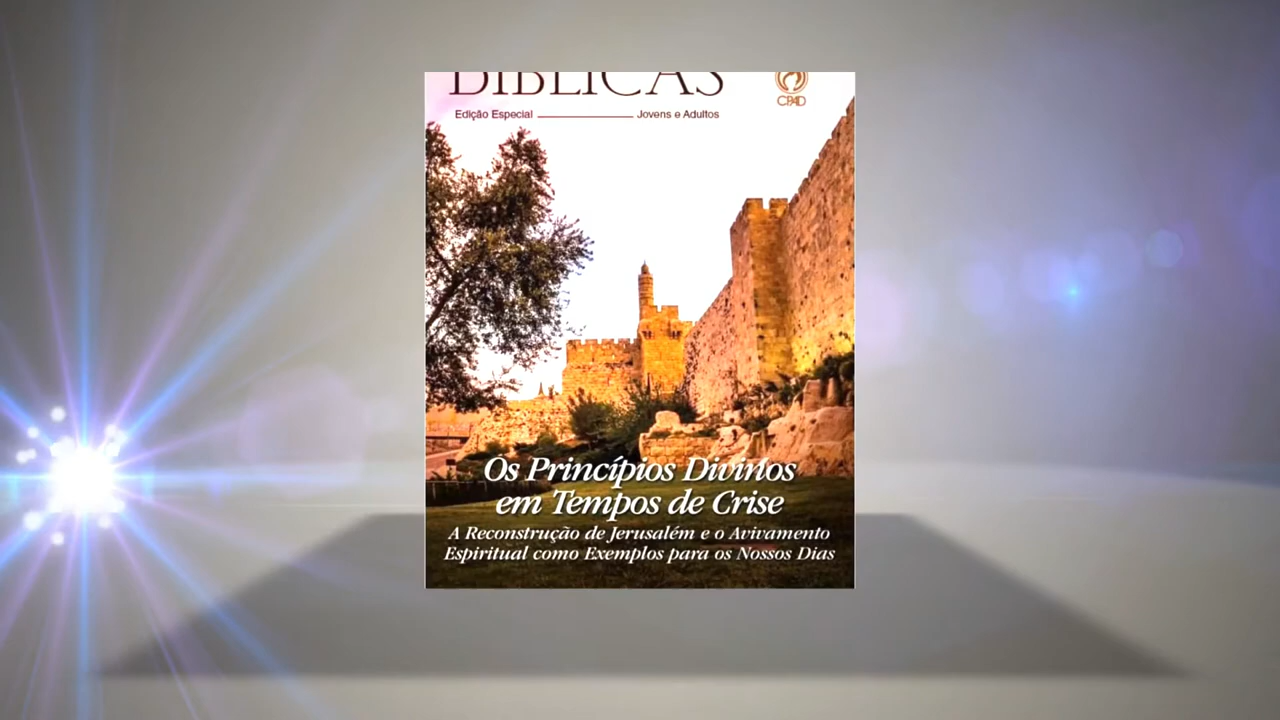 BÍBLICAS
CPAD
Edição Especial Jovens e Adultos
Os Princípios Divinos
em Tempos de Crise
A Reconstrução de Jerusalém e o Avivamento
Espiritual como Exemplos para os Nossos Dias